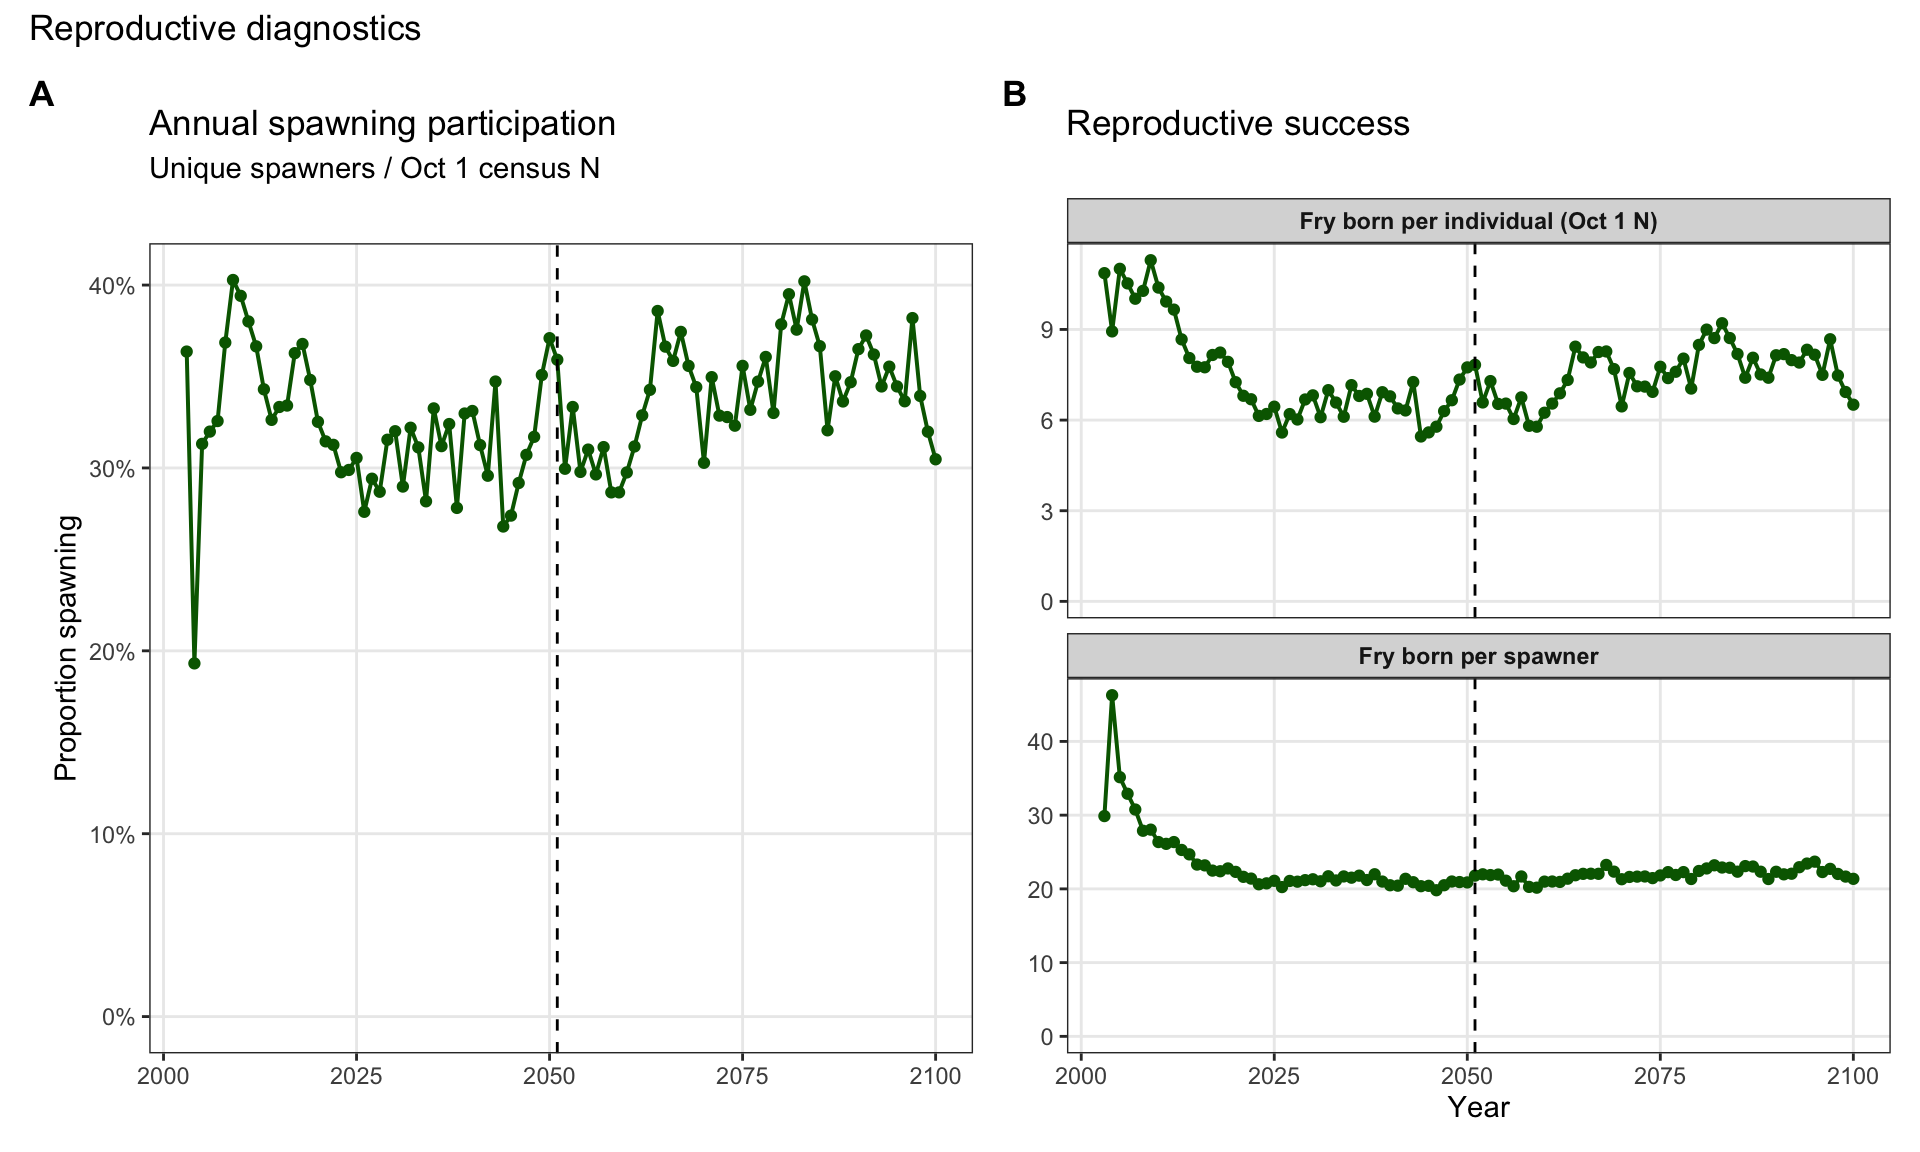 Reproductive diagnostics
A
Annual spawning participation
Unique spawners / Oct 1 census N
Proportion spawning
40%
30%
20%
10%
0%
2000 2025 2050 2075 2100
B
Reproductive success
Fry born per individual (Oct 1 N)
9
6
3
0
Fry born per spawner
40
30
20
10
0
2000 2025 2050 2075 2100
Year